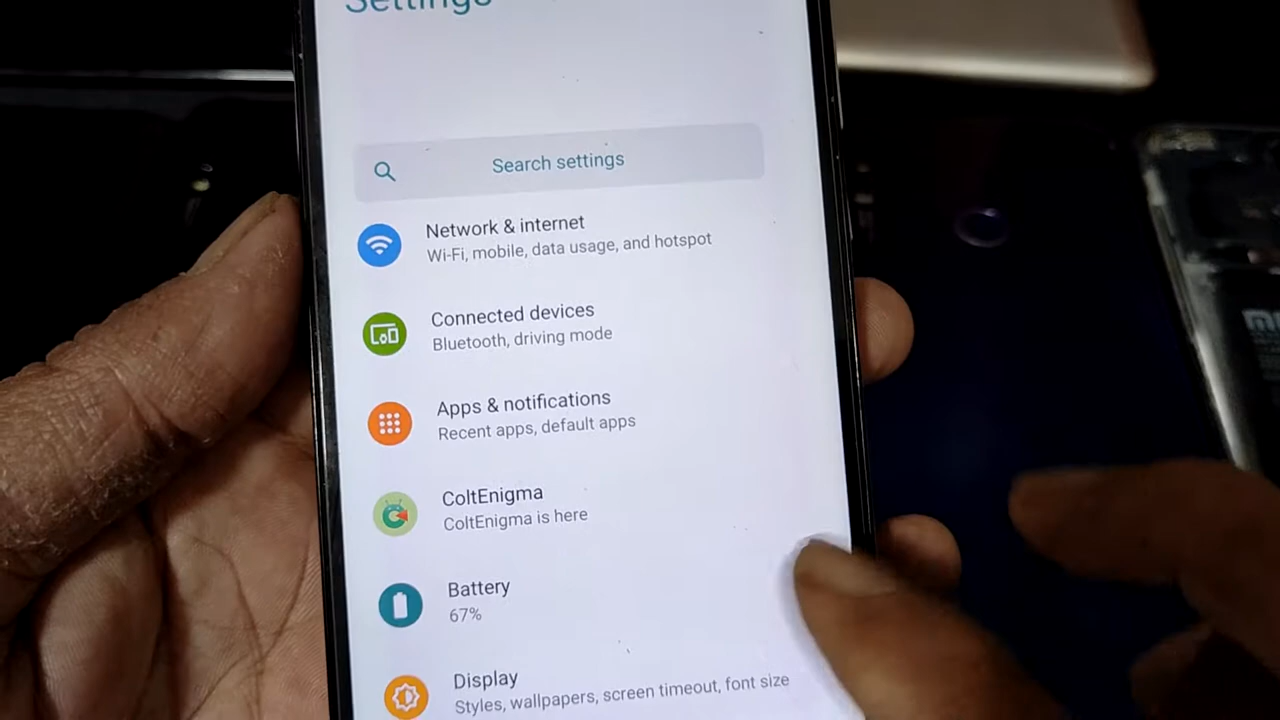 Settings
Search settings
Network & internet
Wi-Fi, mobile, data usage, and hotspot
Connected devices
Bluetooth, driving mode
Apps & notifications
Recent apps, default apps
ColtEnigma
ColtEnigma is here
Battery
67%
Display
Styles, wallpapers, screen timeout, font size